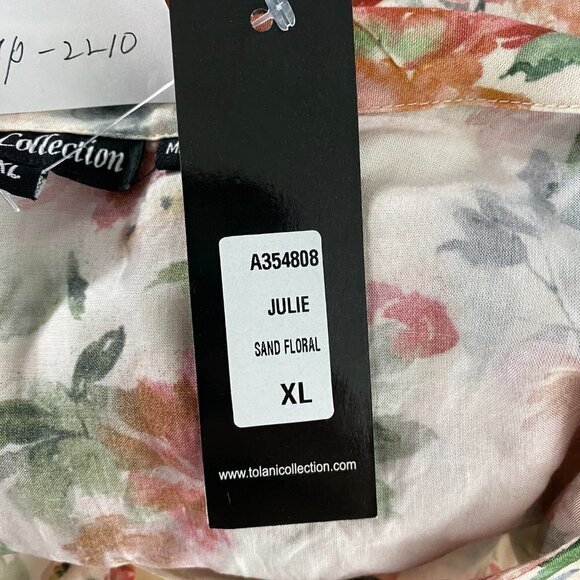 -2210
Collection
XL
M
A354808
JULIE
SAND FLORAL
XL
www.tolanicollection.com